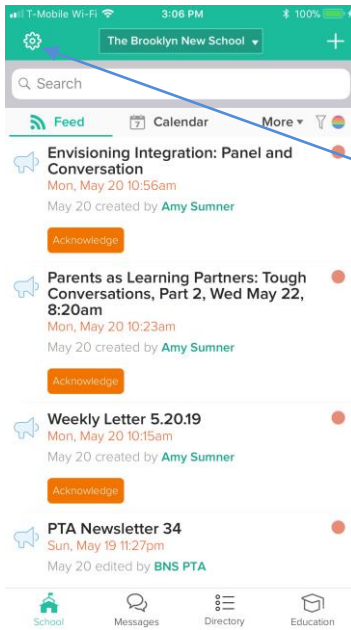 T-Mobile Wi-Fi 3:06 PM 100%
The Brooklyn New School
Search
Feed 7 Calendar More
Envisioning Integration: Panel and
Conversation
Mon, May 20 10:56am
May 20 created by Amy Sumner
Acknowledge
Parents as Learning Partners: Tough
Conversations, Part 2, Wed May 22,
8:20am
Mon, May 20 10:23am
May 20 created by Amy Sumner
Acknowledge
Weekly Letter 5.20.19
Mon, May 20 10:15am
May 20 created by Amy Sumner
Acknowledge
PTA Newsletter 34
Sun, May 19 11:27pm
May 20 edited by BNS PTA
School Messages Directory Education